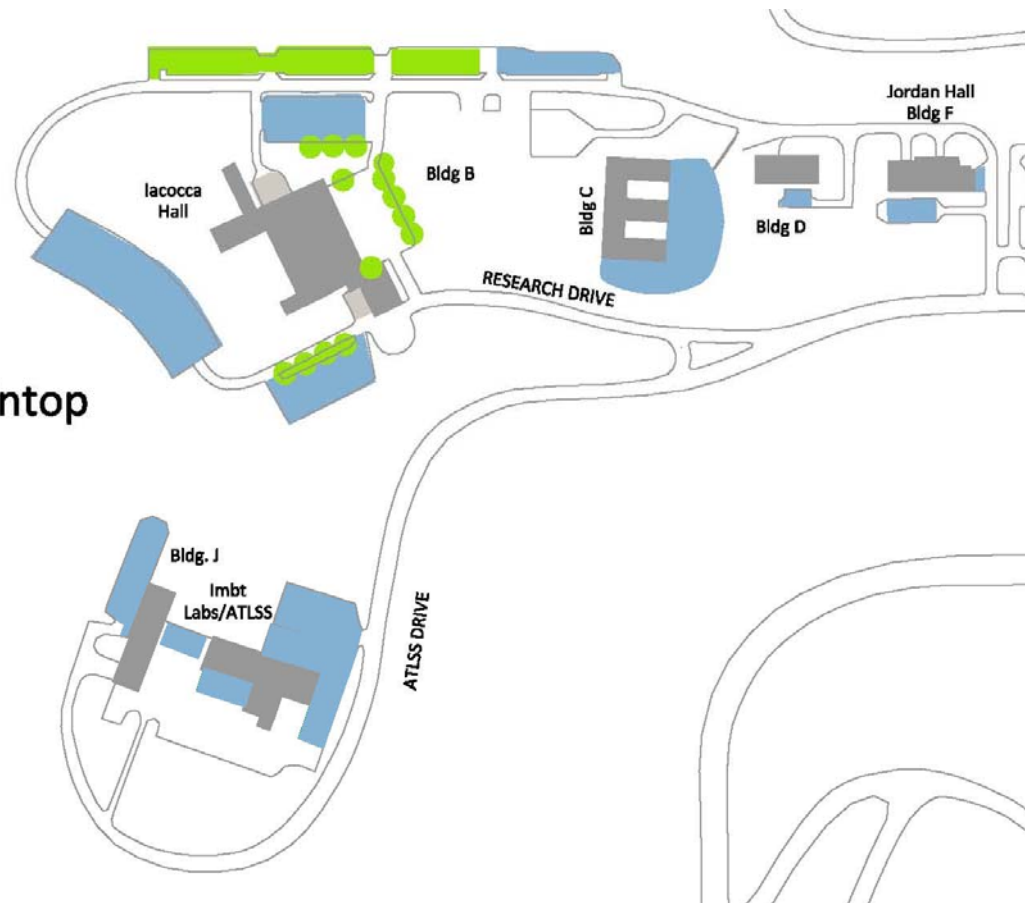 Jordan Hall
Bldg F
Iacocca
Hall
Bldg B
Bldg C
Bldg D
RESEARCH DRIVE
ntop
Bldg. J
Imbt
Labs/ATLSS
ATLSS DRIVE